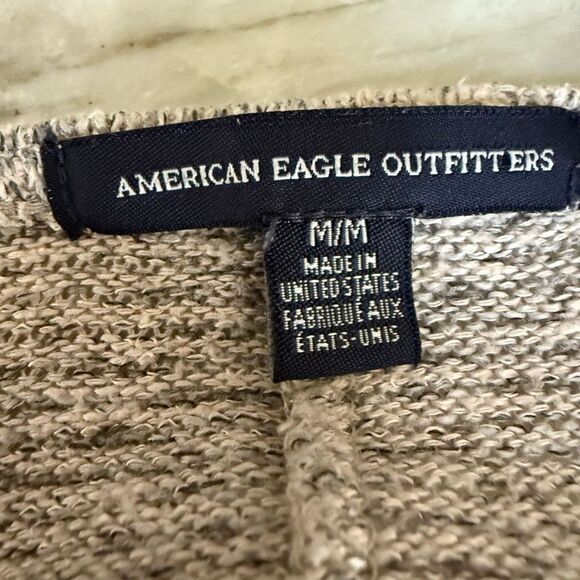 AMERICAN EAGLE OUTFITTERS
M/M
MADE IN
UNITED STATES
FABRIQUÉ AUX
ÉTATS-UNIS